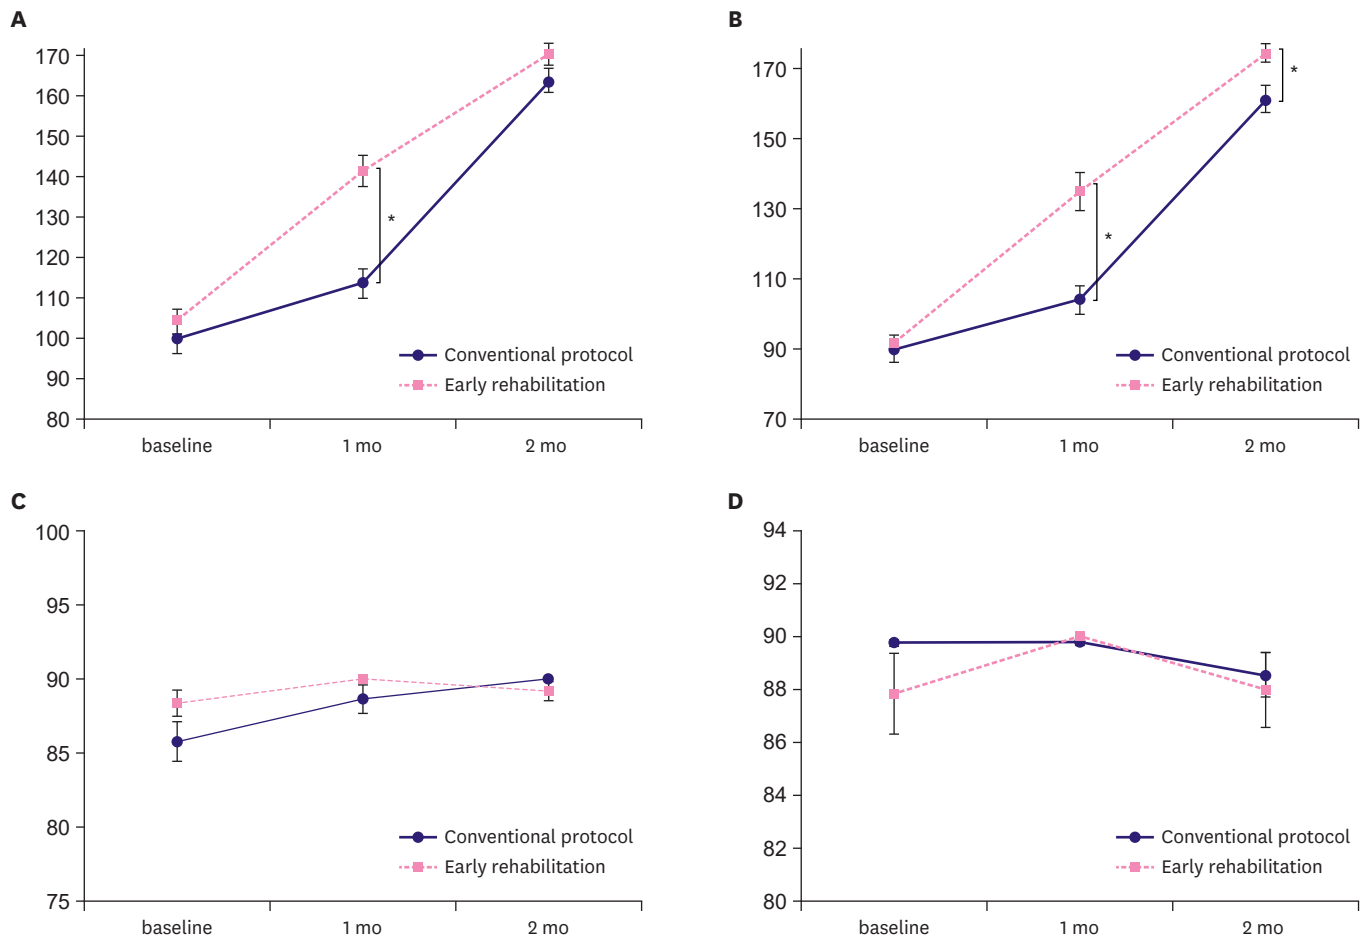 A
170
160
150
140
130
120
110
100
90
80
*
Conventional protocol
Early rehabilitation
baseline 1 mo 2 mo
B
170
150
130
110
90
70
*
*
Conventional protocol
Early rehabilitation
baseline 1 mo 2 mo
C
100
95
90
85
80
75
Conventional protocol
Early rehabilitation
baseline 1 mo 2 mo
D
94
92
90
88
86
84
82
80
Conventional protocol
Early rehabilitation
baseline 1 mo 2 mo